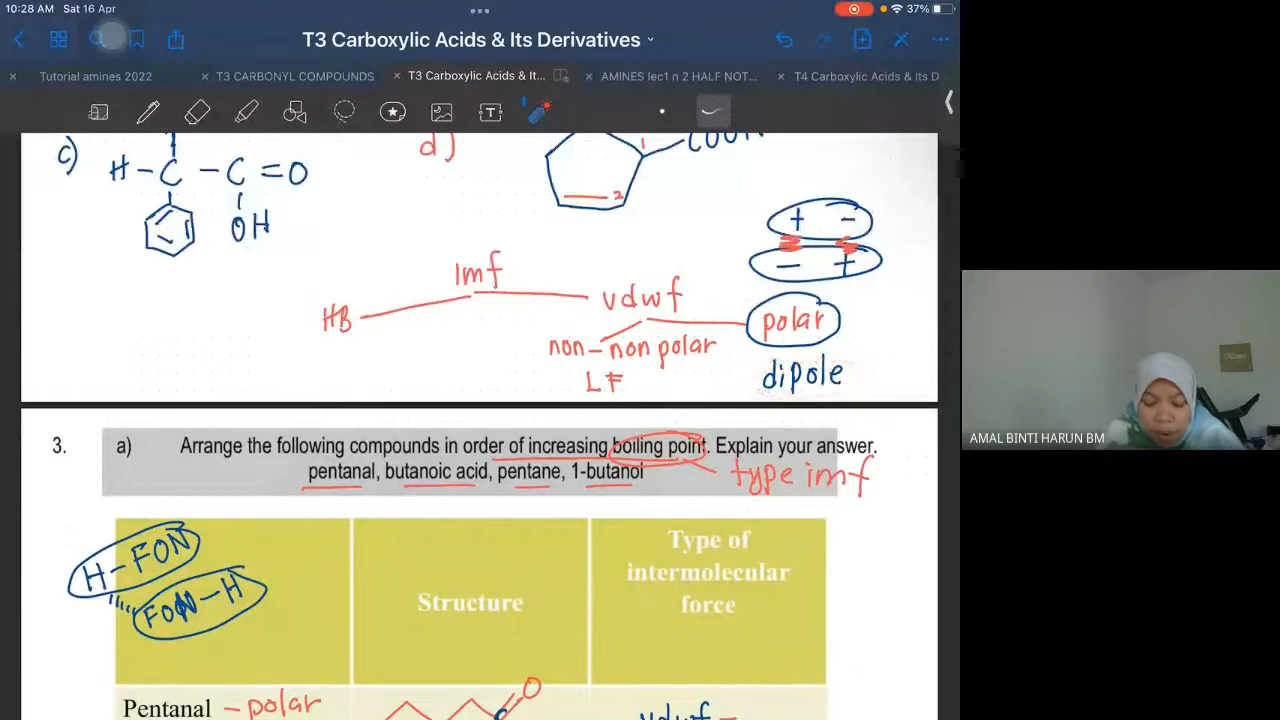 10:28 AM Sat 16 Apr
37%
T3 Carboxylic Acids & Its Derivatives
Tutorial amines 2022
T3 CARBONYL COMPOUNDS
T3 Carboxylic Acids & It...
AMINES lec1 n 2 HALF NOT...
T4 Carboxylic Acids & Its D
c)
H - C - C = O
OH
d)
1
COOH
2
+ -
- +
Imf
HB
vdwf
polar
non - non polar
LF
dipole
3. a) Arrange the following compounds in order of increasing boiling point. Explain your answer.
pentanal, butanoic acid, pentane, 1-butanol
type imf
H - FON
FON - H
Structure
Type of
intermolecular
force
Pentanal - polar
O
vdwf -
AMAL BINTI HARUN BM